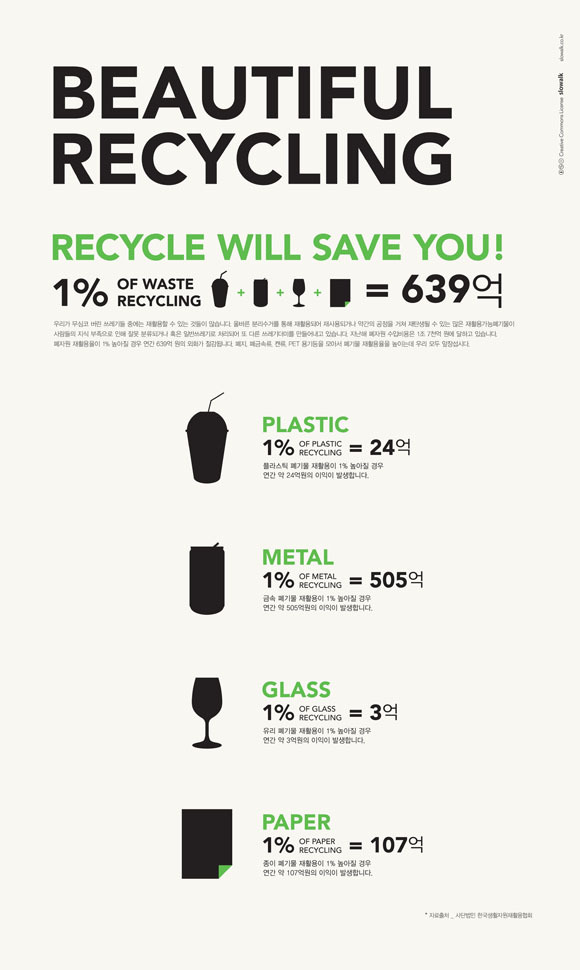 slowalk.co.kr
Creative Commons License slowalk
BEAUTIFUL
RECYCLING
RECYCLE WILL SAVE YOU!
1% OF WASTE RECYCLING + + + = 639억
우리가 무심코 버린 쓰레기들 중에는 재활용할 수 있는 것들이 많습니다. 올바른 분리수거를 통해 재활용되어 재사용되거나 약간의 공정을 거쳐 재탄생될 수 있는 많은 재활용가능폐기물이
사람들의 지식 부족으로 인해 잘못 분류되거나 혹은 일반쓰레기로 처리되어 또 다른 쓰레기더미를 만들어내고 있습니다. 지난해 폐자원 수입비용은 1조 7천억 원에 달하고 있습니다.
폐자원 재활용율이 1% 높아질 경우 연간 639억 원의 외화가 절감됩니다. 폐지, 폐금속류, 캔류, PET 용기등을 모아서 폐기물 재활용율을 높이는데 우리 모두 앞장섭시다.
PLASTIC
1% OF PLASTIC RECYCLING = 24억
플라스틱 폐기물 재활용이 1% 높아질 경우
연간 약 24억원의 이익이 발생합니다.
METAL
1% OF METAL RECYCLING = 505억
금속 폐기물 재활용이 1% 높아질 경우
연간 약 505억원의 이익이 발생합니다.
GLASS
1% OF GLASS RECYCLING = 3억
유리 폐기물 재활용이 1% 높아질 경우
연간 약 3억원의 이익이 발생합니다.
PAPER
1% OF PAPER RECYCLING = 107억
종이 폐기물 재활용이 1% 높아질 경우
연간 약 107억원의 이익이 발생합니다.
* 자료출처 _ 사단법인 한국생활자원재활용협회